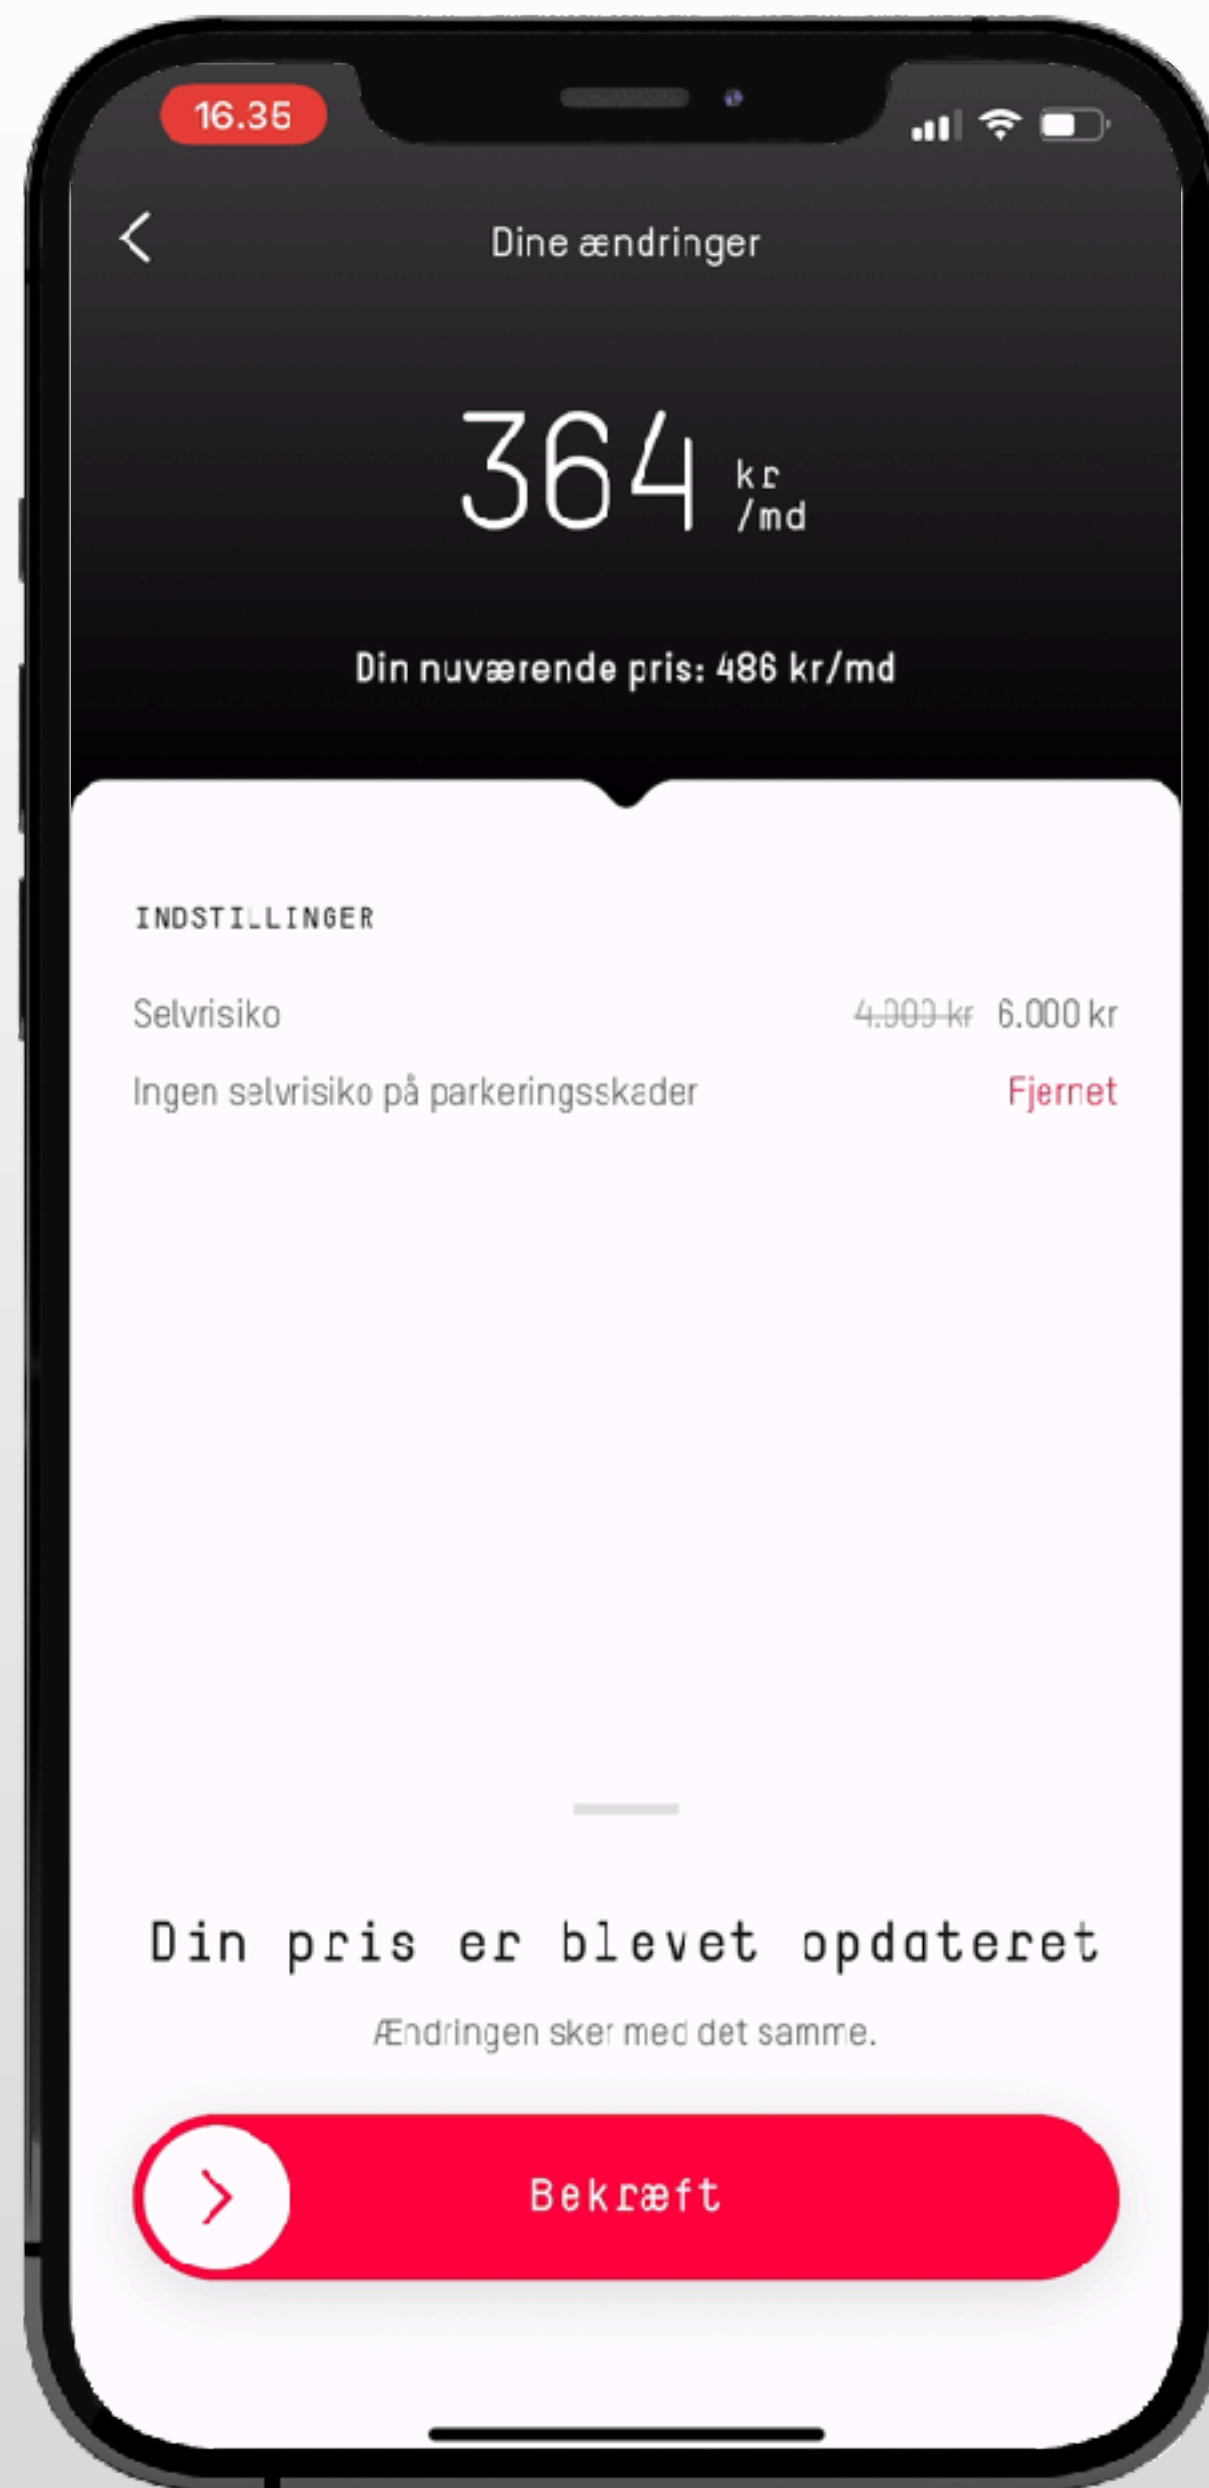 16.35
Dine ændringer
364 kr
/md
Din nuværende pris: 486 kr/md
INDSTILLINGER
Selvrisiko 4.000 kr 6.000 kr
Ingen selvrisiko på parkeringsskader Fjernet
Din pris er blevet opdateret
Ændringen sker med det samme.
Bekræft